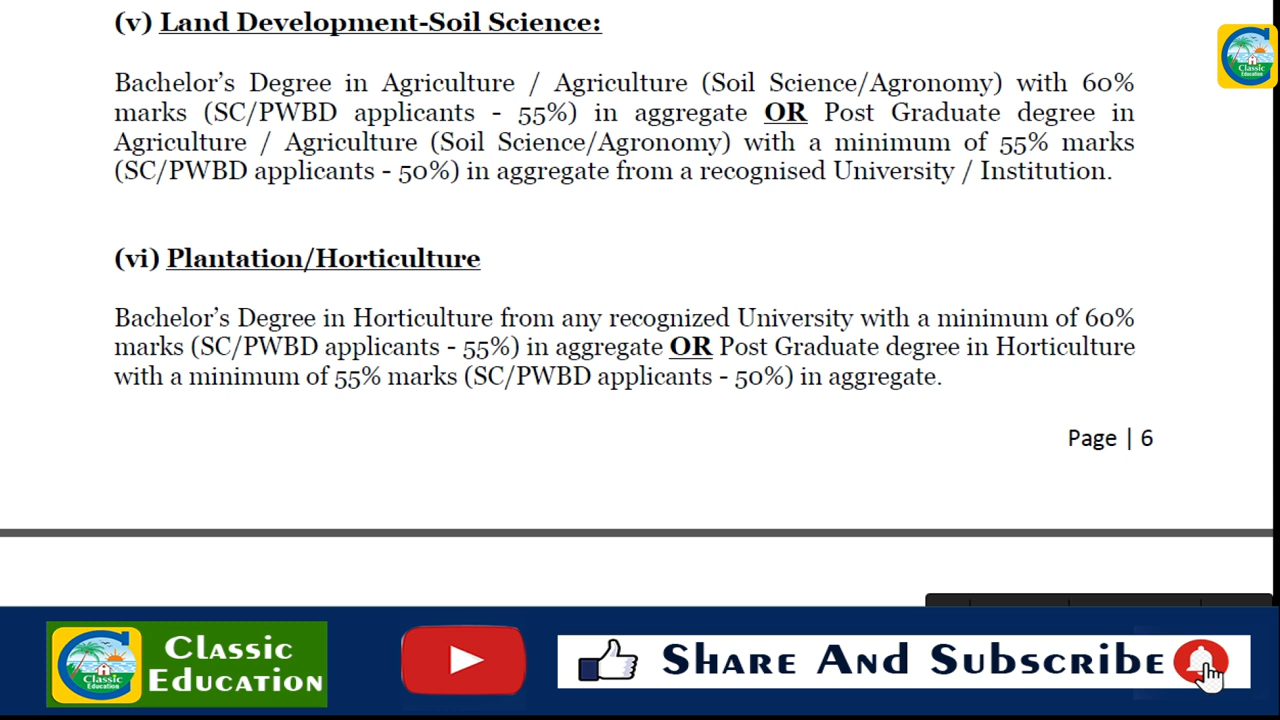 (v) Land Development-Soil Science:
Bachelor's Degree in Agriculture / Agriculture (Soil Science/Agronomy) with 60%
marks (SC/PWBD applicants - 55%) in aggregate OR Post Graduate degree in
Agriculture / Agriculture (Soil Science/Agronomy) with a minimum of 55% marks
(SC/PWBD applicants - 50%) in aggregate from a recognised University / Institution.
(vi) Plantation/Horticulture
Bachelor's Degree in Horticulture from any recognized University with a minimum of 60%
marks (SC/PWBD applicants - 55%) in aggregate OR Post Graduate degree in Horticulture
with a minimum of 55% marks (SC/PWBD applicants - 50%) in aggregate.
Page | 6
Classic
Education
Classic
Education
Classic
Education
Share And Subscribe